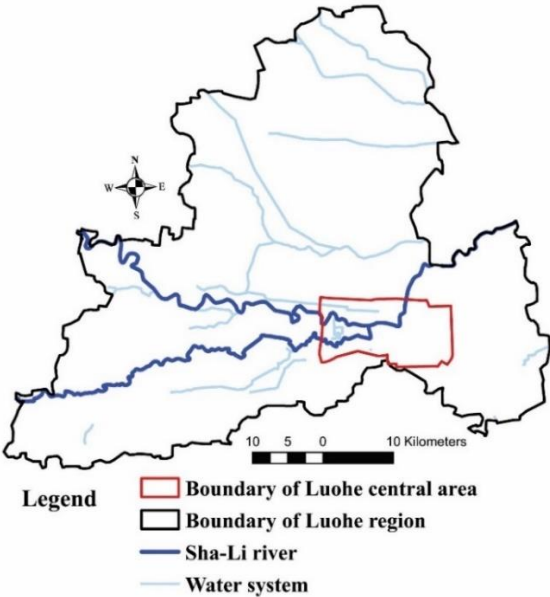 N
W E
S
10 5 0 10 Kilometers
Legend
Boundary of Luohe central area
Boundary of Luohe region
Sha-Li river
Water system